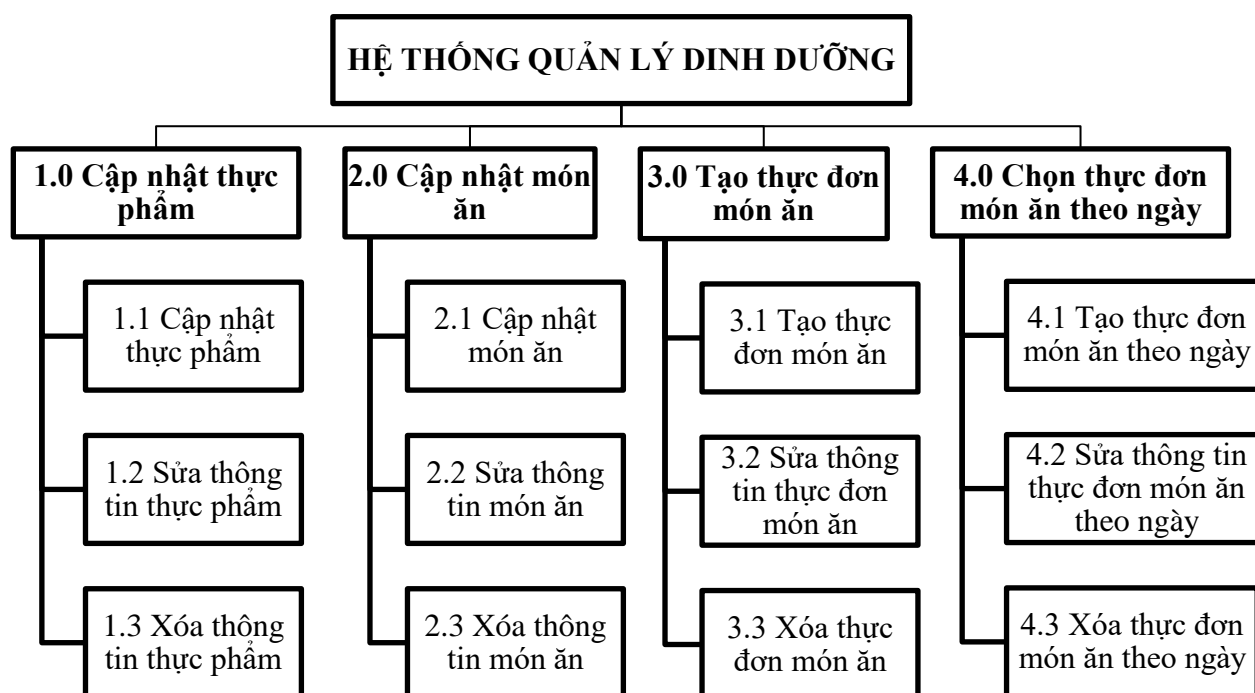 HỆ THỐNG QUẢN LÝ DINH DƯỠNG
1.0 Cập nhật thực
phẩm
2.0 Cập nhật món
ăn
3.0 Tạo thực đơn
món ăn
4.0 Chọn thực đơn
món ăn theo ngày
1.1 Cập nhật
thực phẩm
2.1 Cập nhật
món ăn
3.1 Tạo thực
đơn món ăn
4.1 Tạo thực đơn
món ăn theo ngày
1.2 Sửa thông
tin thực phẩm
2.2 Sửa thông
tin món ăn
3.2 Sửa thông
tin thực đơn
món ăn
4.2 Sửa thông tin
thực đơn món ăn
theo ngày
1.3 Xóa thông
tin thực phẩm
2.3 Xóa thông
tin món ăn
3.3 Xóa thực
đơn món ăn
4.3 Xóa thực đơn
món ăn theo ngày